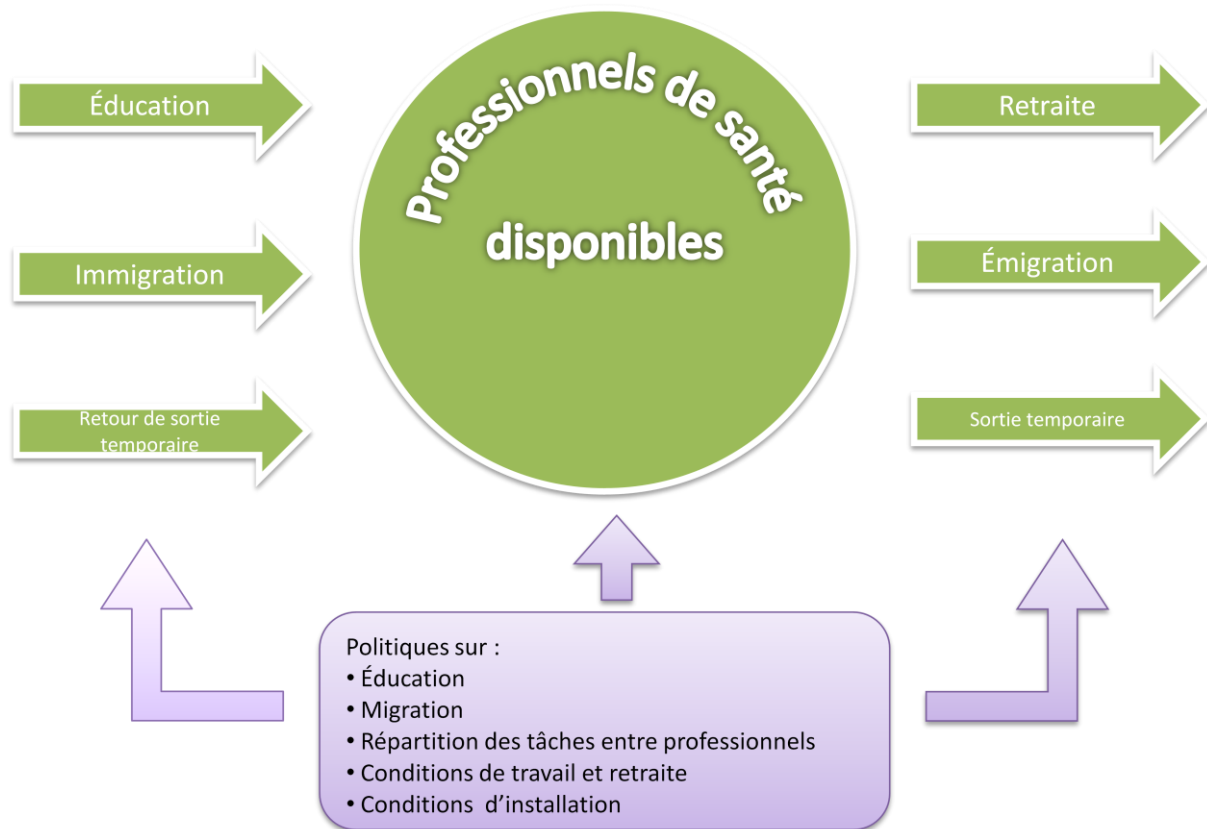 Éducation
Immigration
Retour de sortie
temporaire
Professionnels de santé
disponibles
Retraite
Émigration
Sortie temporaire
Politiques sur :
• Éducation
• Migration
• Répartition des tâches entre professionnels
• Conditions de travail et retraite
• Conditions  d’installation